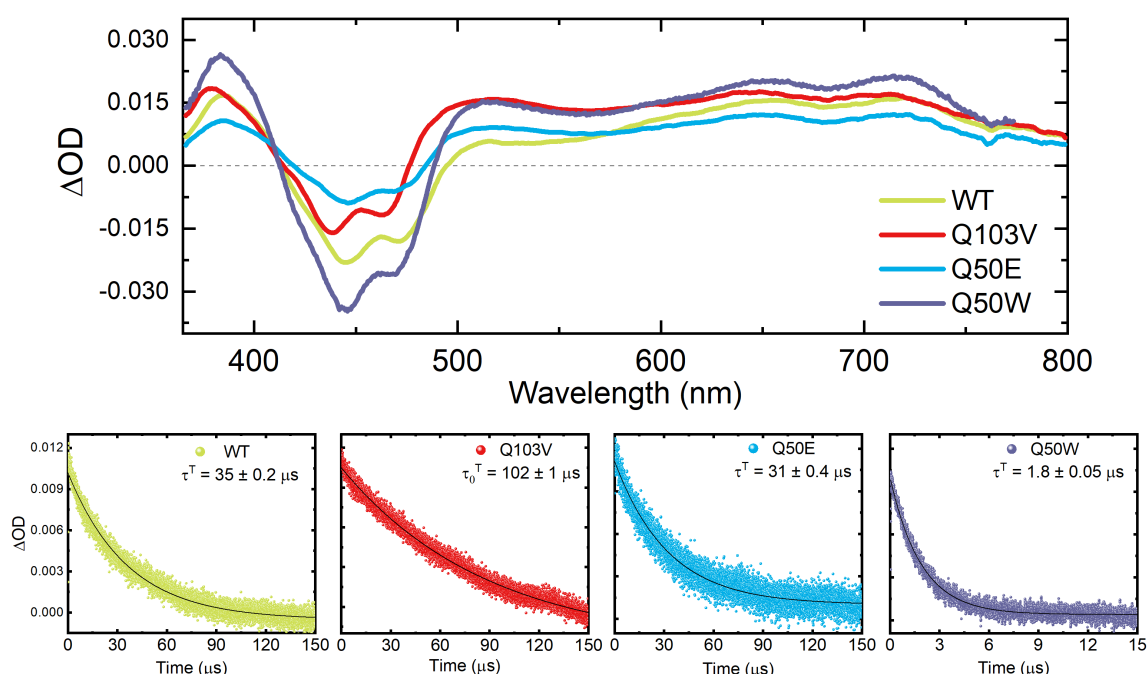 0.030
0.015
0.000
-0.015
-0.030
ΔOD
WT
Q103V
Q50E
Q50W
400 500 600 700 800
Wavelength (nm)
0.012
0.009
0.006
0.003
0.000
ΔOD
WT
τᵀ = 35 ± 0.2 μs
0 30 60 90 120 150
Time (μs)
Q103V
τ₀ᵀ = 102 ± 1 μs
0 30 60 90 120 150
Time (μs)
Q50E
τᵀ = 31 ± 0.4 μs
0 30 60 90 120 150
Time (μs)
Q50W
τᵀ = 1.8 ± 0.05 μs
0 3 6 9 12 15
Time (μs)